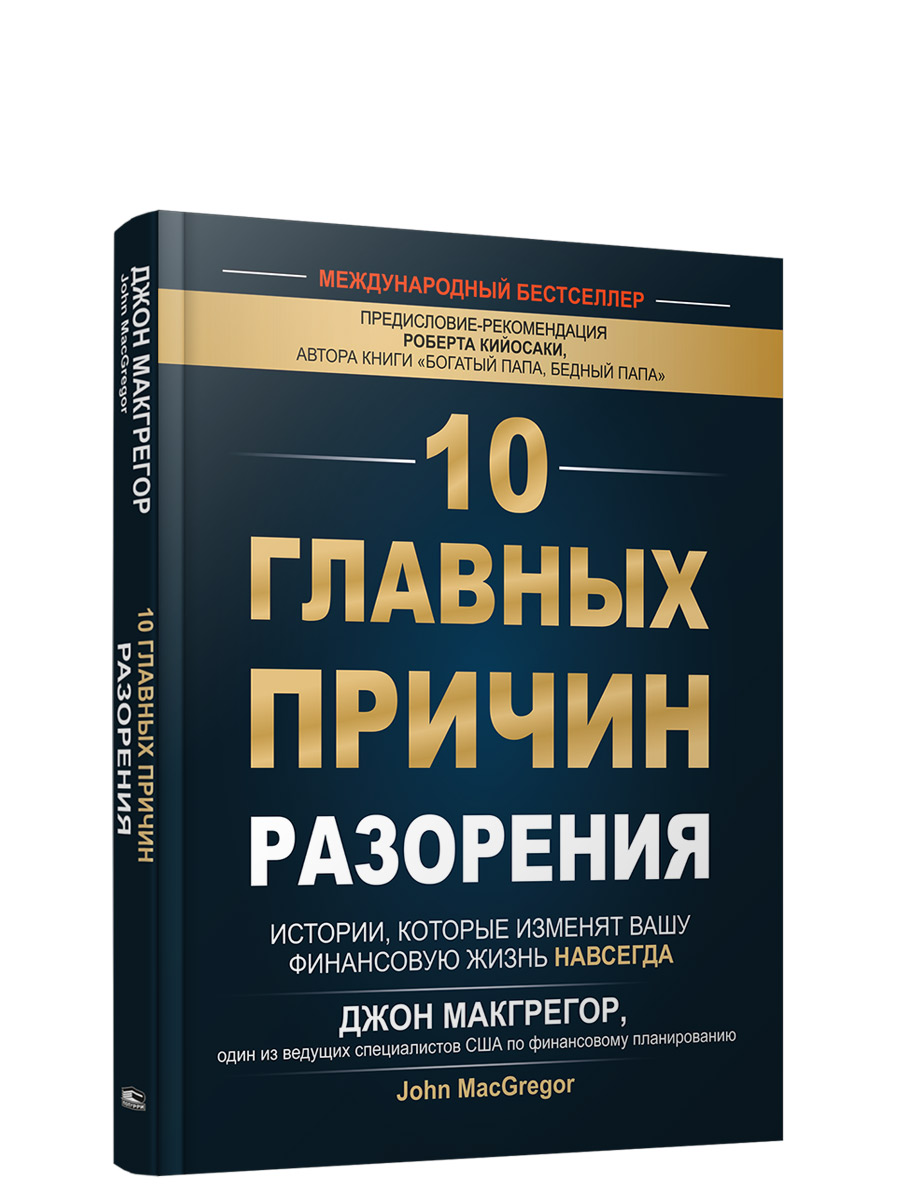 МЕЖДУНАРОДНЫЙ БЕСТСЕЛЛЕР
ПРЕДИСЛОВИЕ-РЕКОМЕНДАЦИЯ
РОБЕРТА КИЙОСАКИ,
АВТОРА КНИГИ «БОГАТЫЙ ПАПА, БЕДНЫЙ ПАПА»
10
ГЛАВНЫХ
ПРИЧИН
РАЗОРЕНИЯ
ИСТОРИИ, КОТОРЫЕ ИЗМЕНЯТ ВАШУ
ФИНАНСОВУЮ ЖИЗНЬ НАВСЕГДА
ДЖОН МАКГРЕГОР,
один из ведущих специалистов США по финансовому планированию
John MacGregor
ДЖОН МАКГРЕГОР
John MacGregor
10 ГЛАВНЫХ ПРИЧИН
РАЗОРЕНИЯ